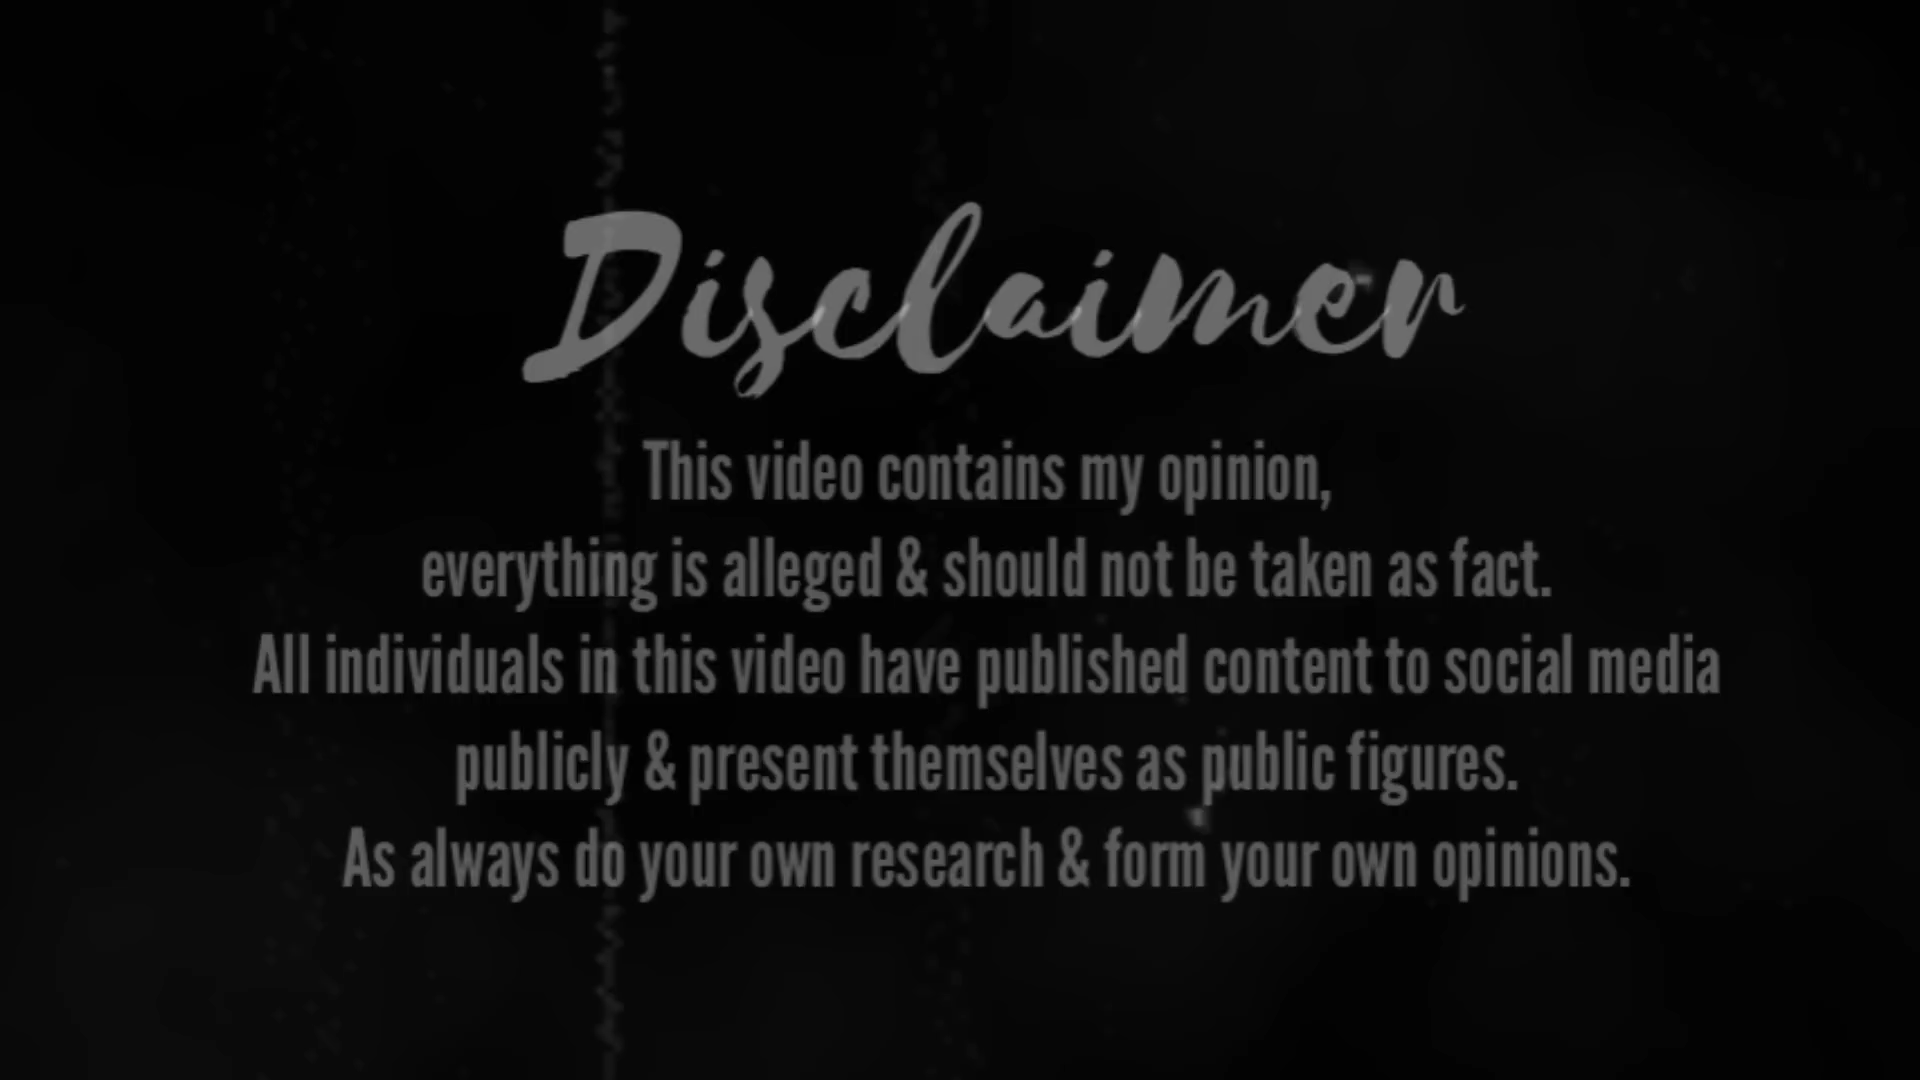 Disclaimer
This video contains my opinion,
everything is alleged & should not be taken as fact.
All individuals in this video have published content to social media
publicly & present themselves as public figures.
As always do your own research & form your own opinions.